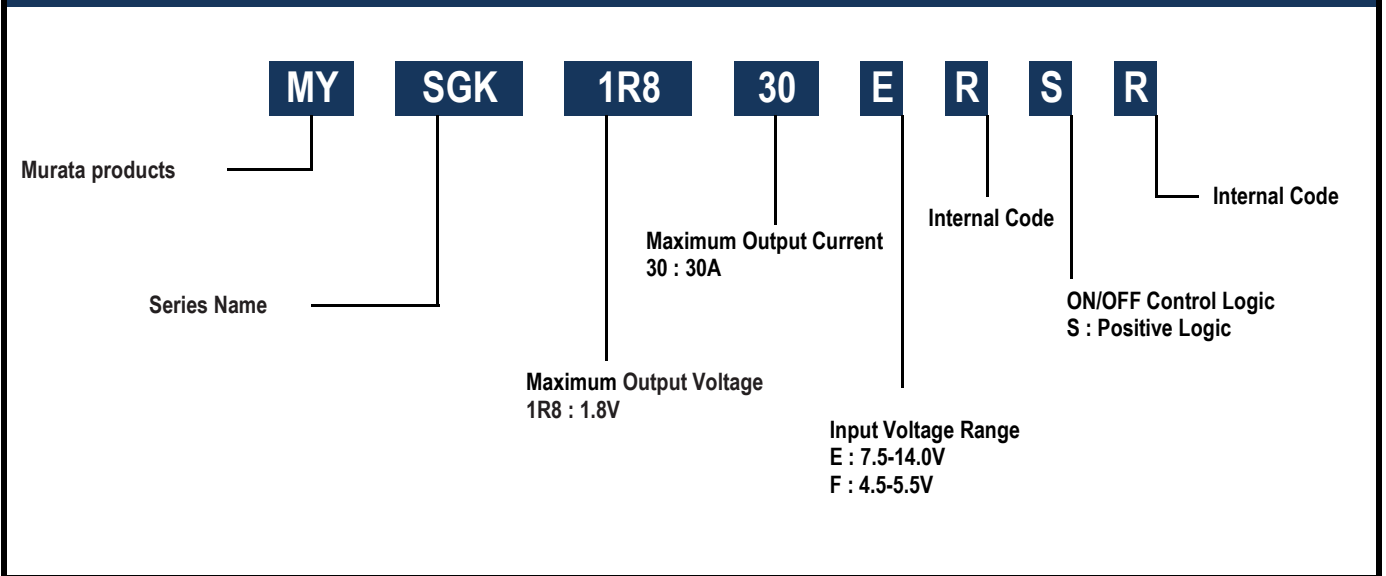 MY SGK 1R8 30 E R S R
Murata products
Internal Code
Internal Code
Maximum Output Current
30 : 30A
Series Name
ON/OFF Control Logic
S : Positive Logic
Maximum Output Voltage
1R8 : 1.8V
Input Voltage Range
E : 7.5-14.0V
F : 4.5-5.5V